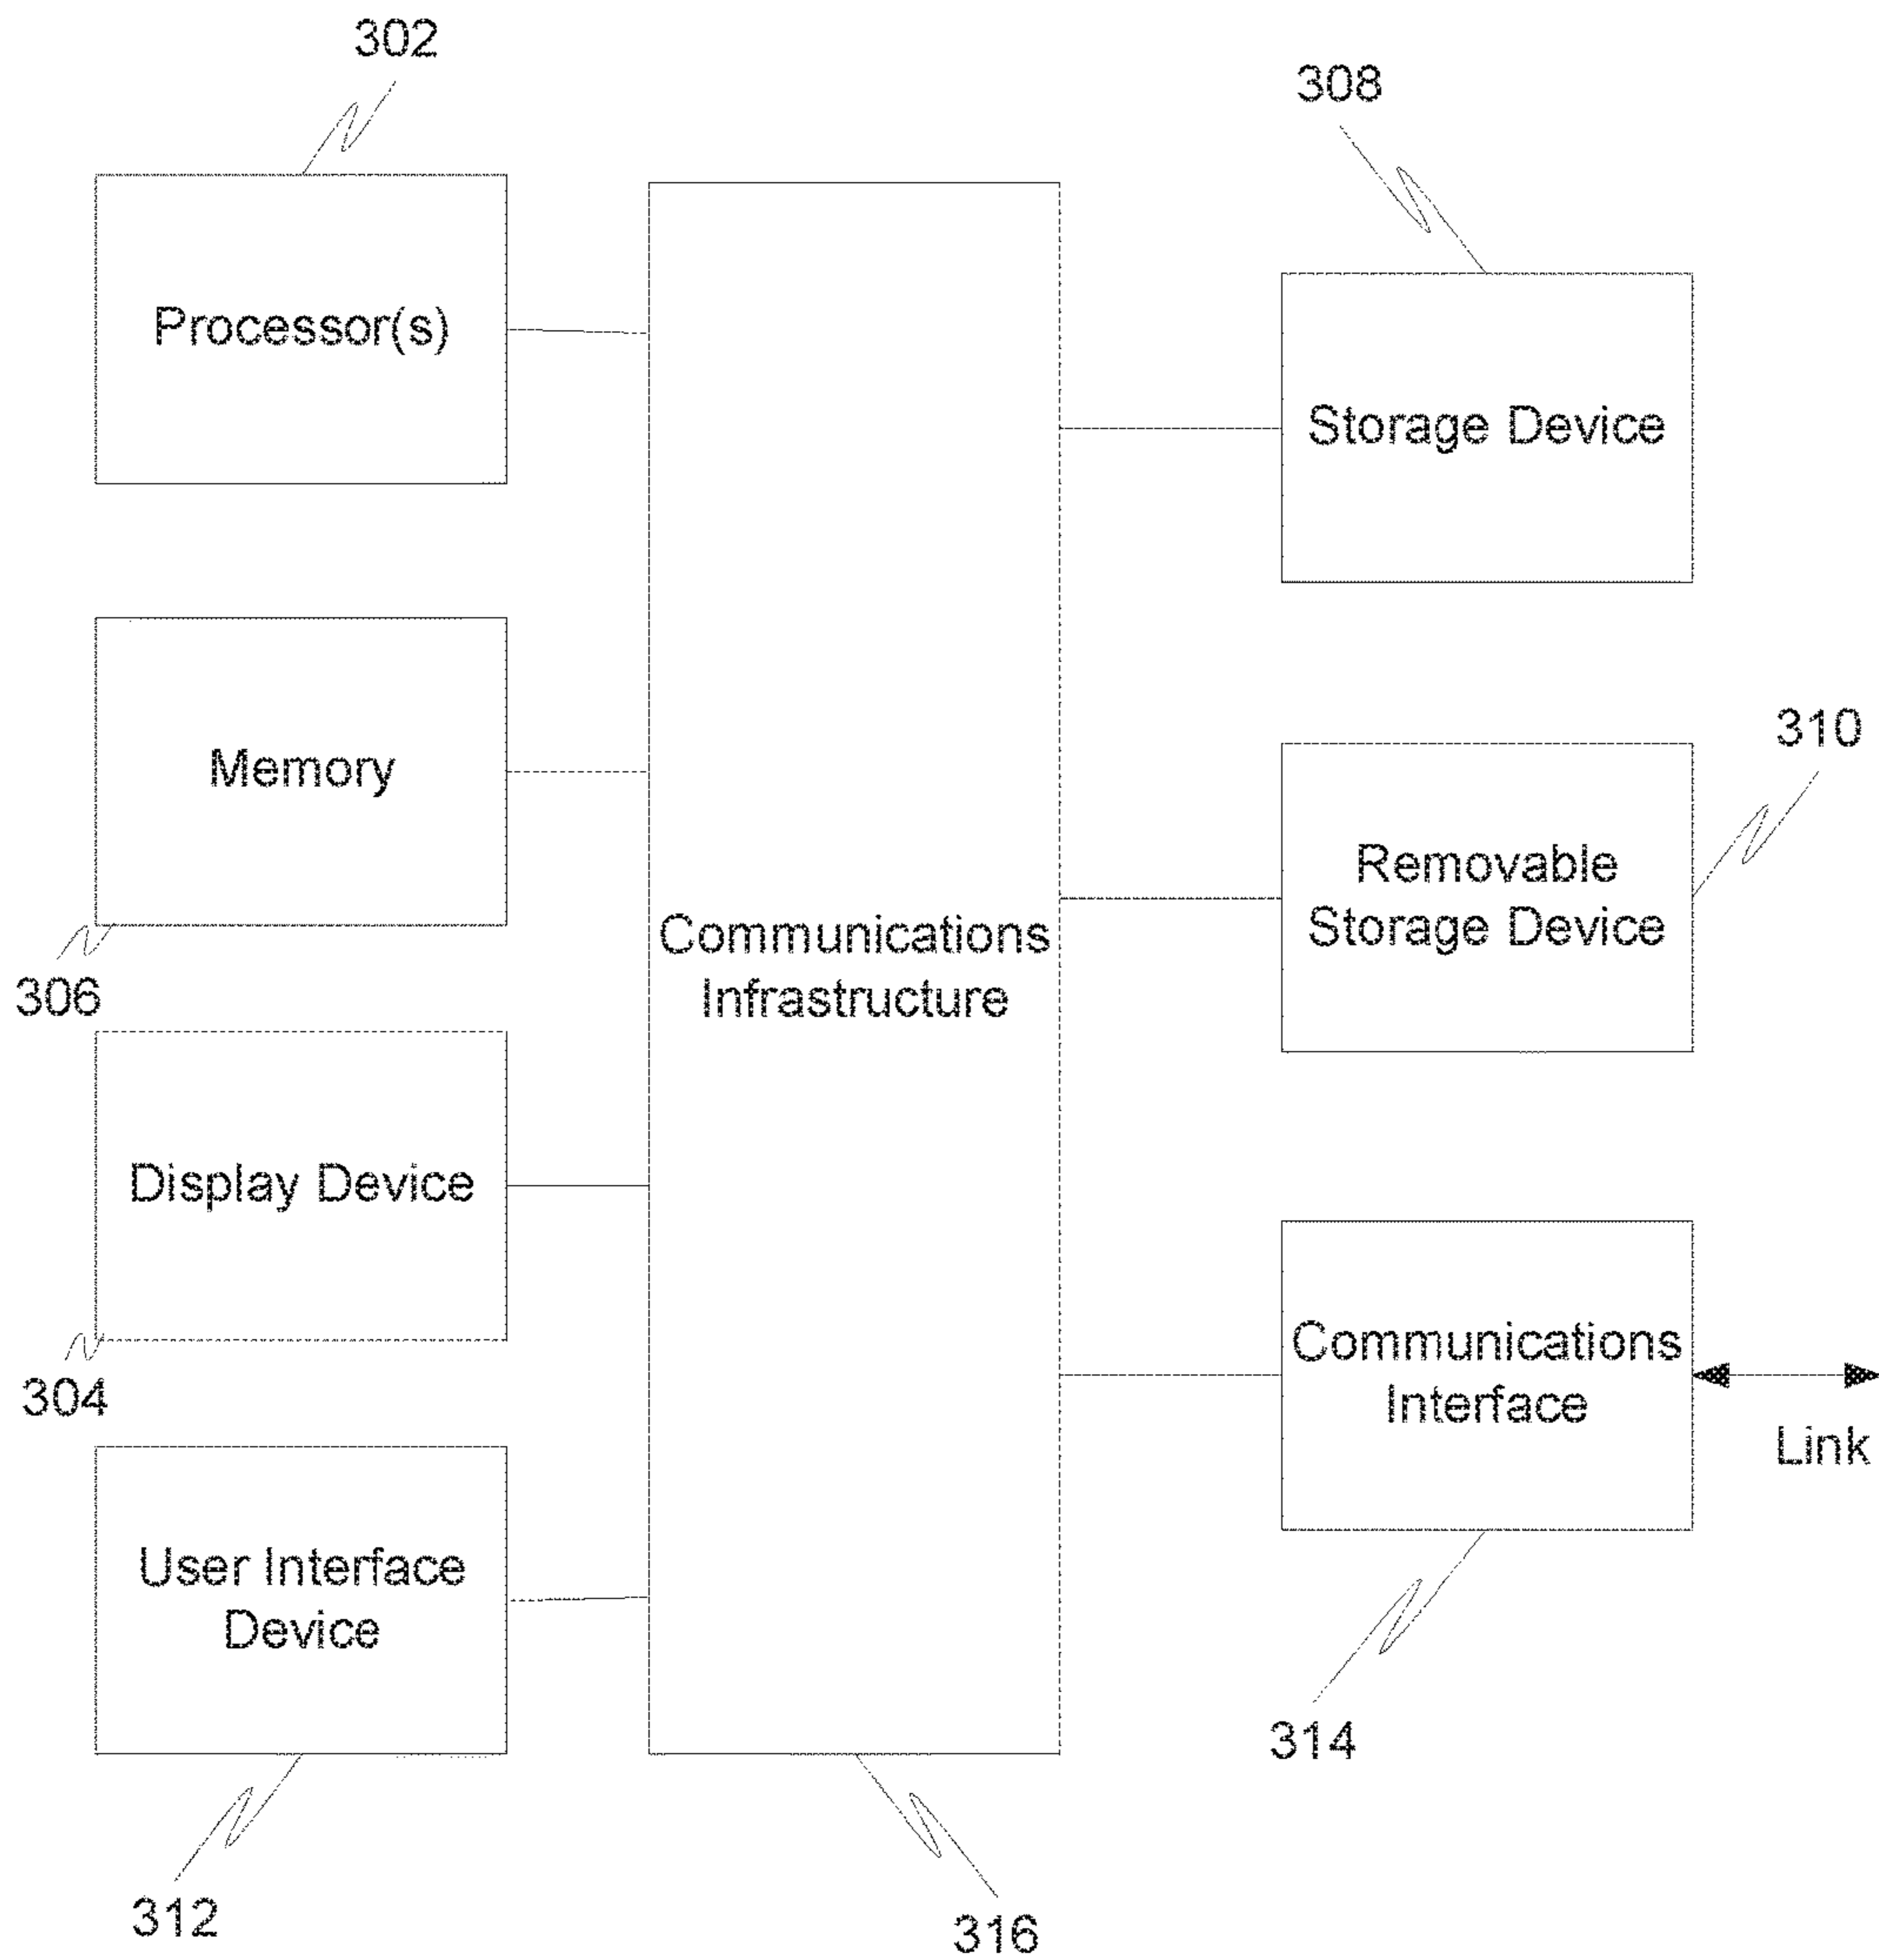 302
308
Processor(s)
Storage Device
310
Memory
Removable
Storage Device
Communications
Infrastructure
306
Display Device
Communications
Interface
304
Link
User Interface
Device
314
312
316